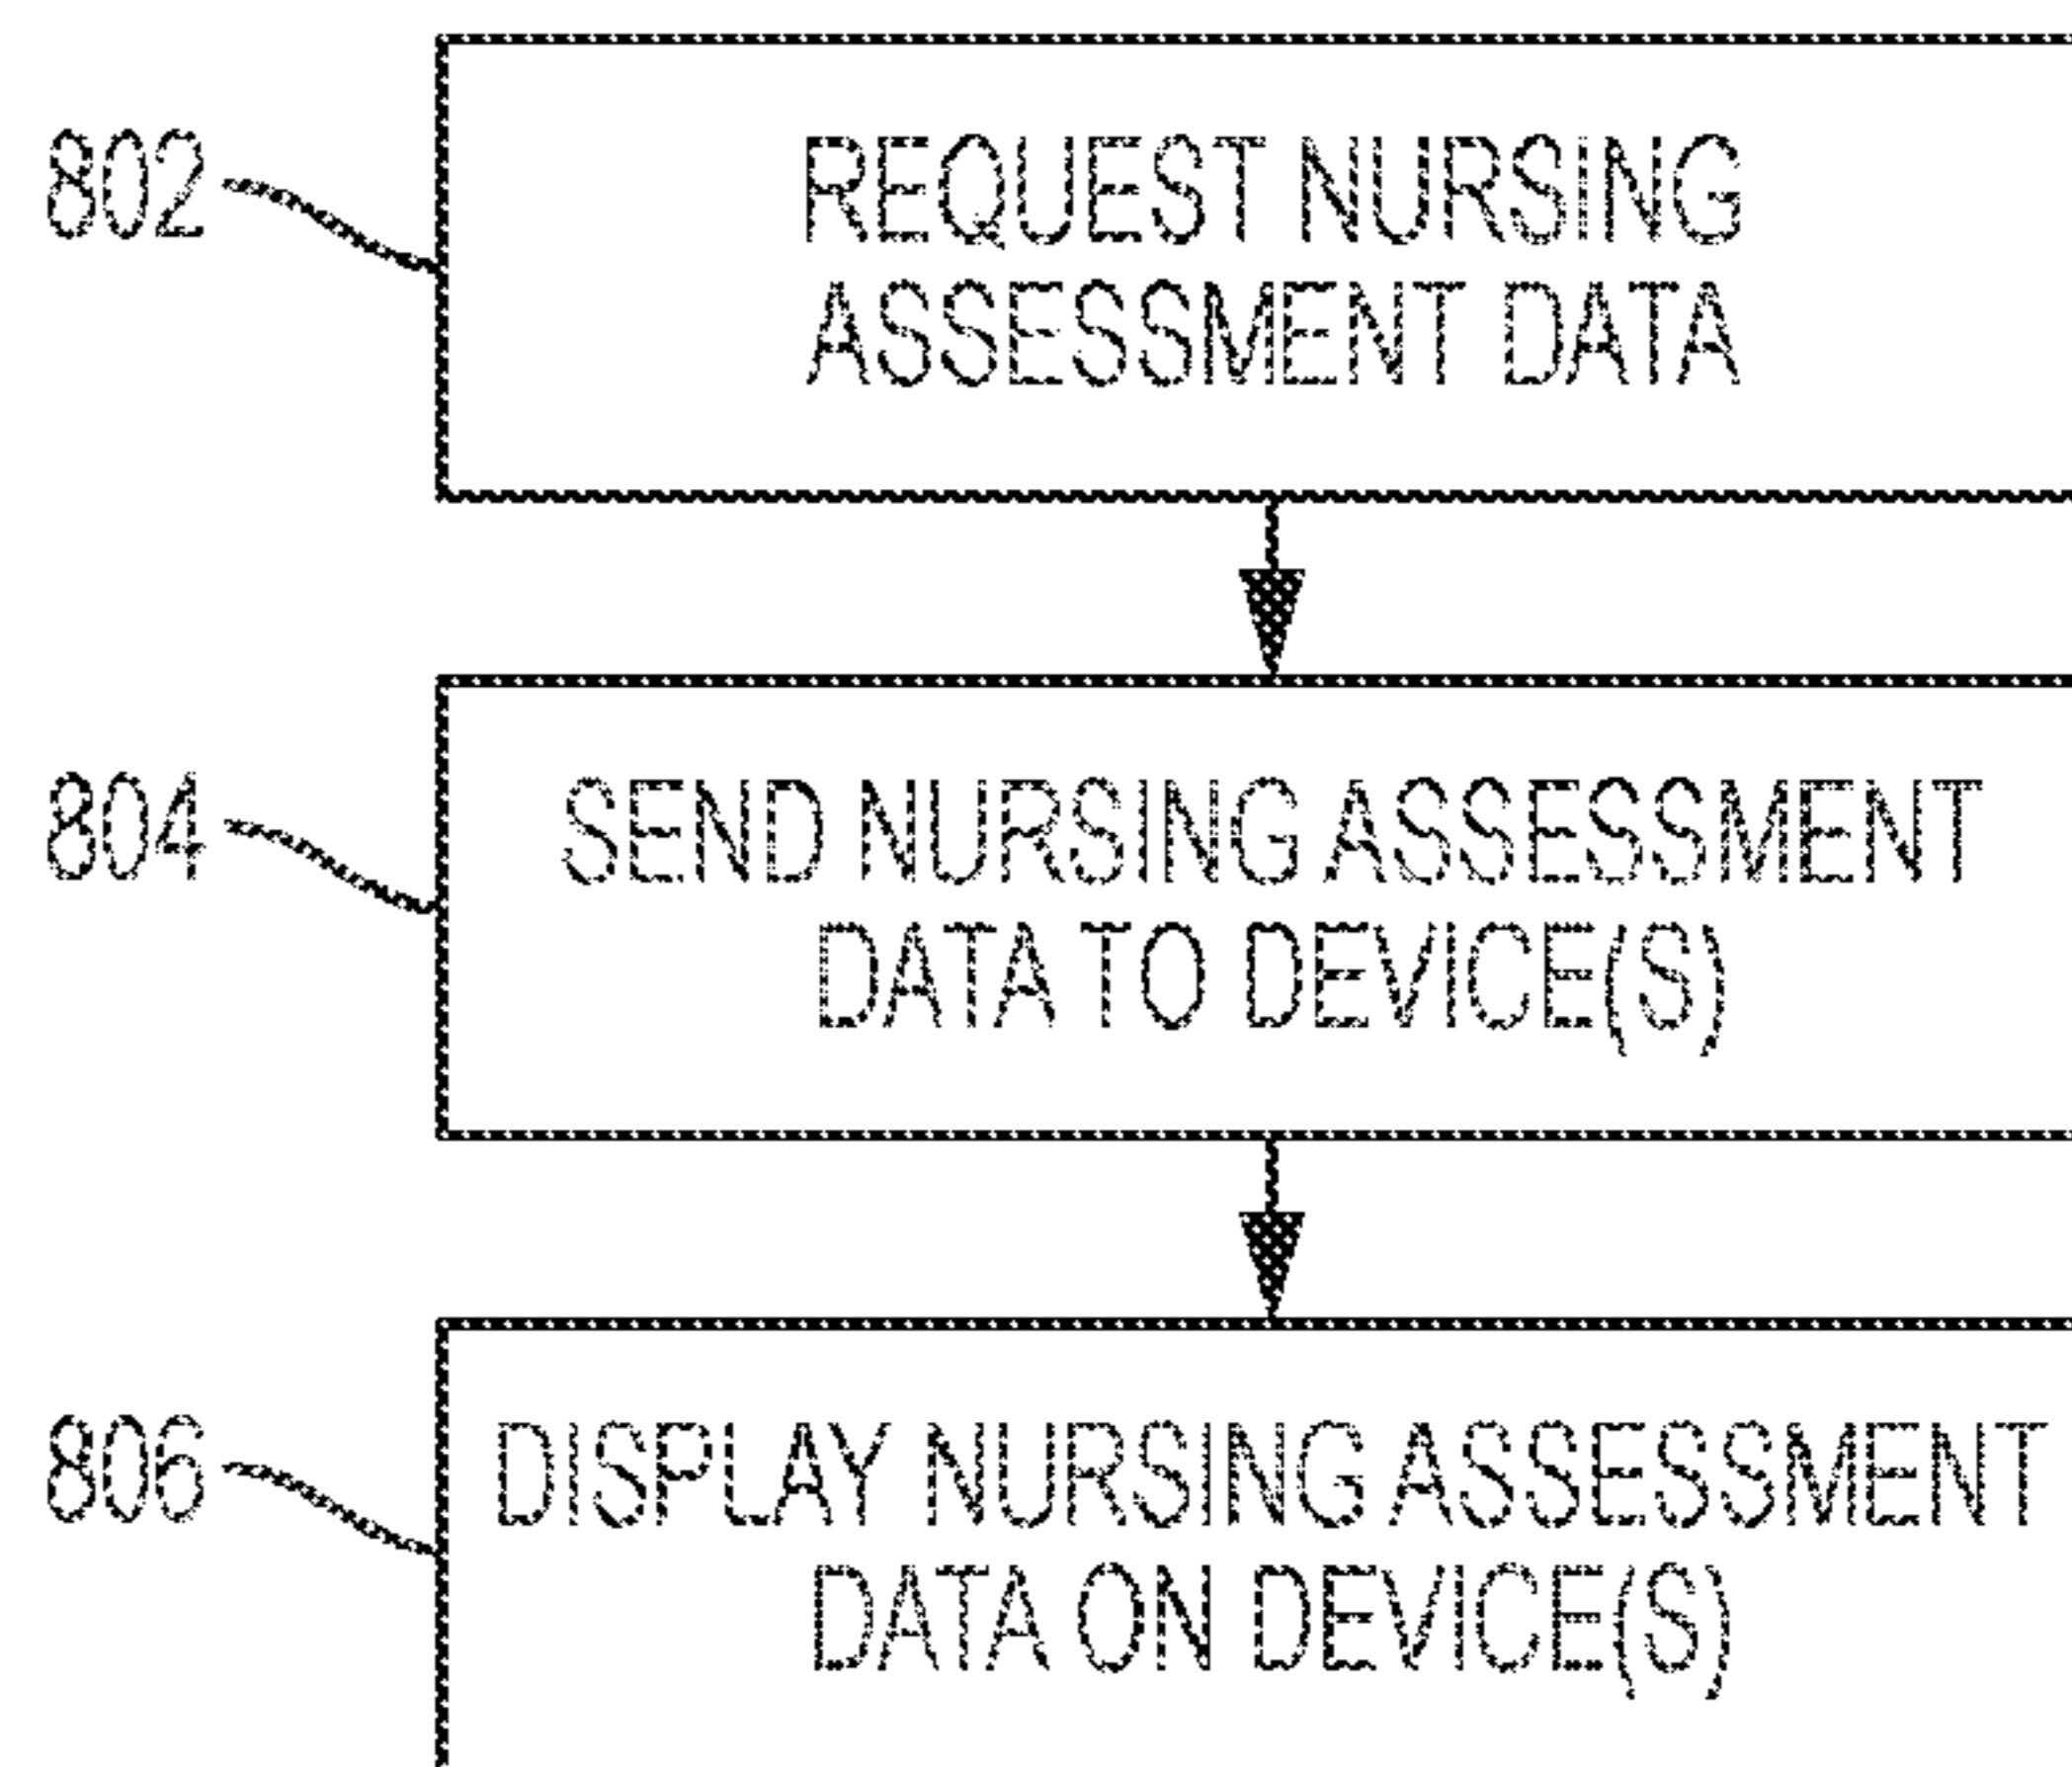 802
REQUEST NURSING
ASSESSMENT DATA
804
SEND NURSING ASSESSMENT
DATA TO DEVICE(S)
806
DISPLAY NURSING ASSESSMENT
DATA ON DEVICE(S)